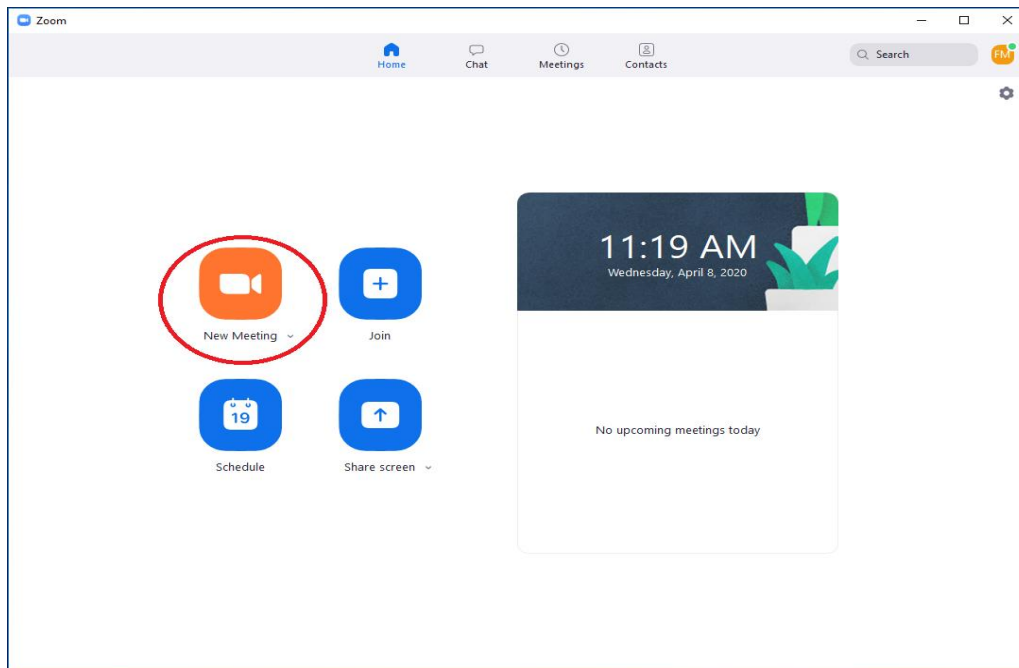 Zoom
Home
Chat
Meetings
Contacts
Search
FM
11:19 AM
Wednesday, April 8, 2020
New Meeting
Join
19
Schedule
Share screen
No upcoming meetings today